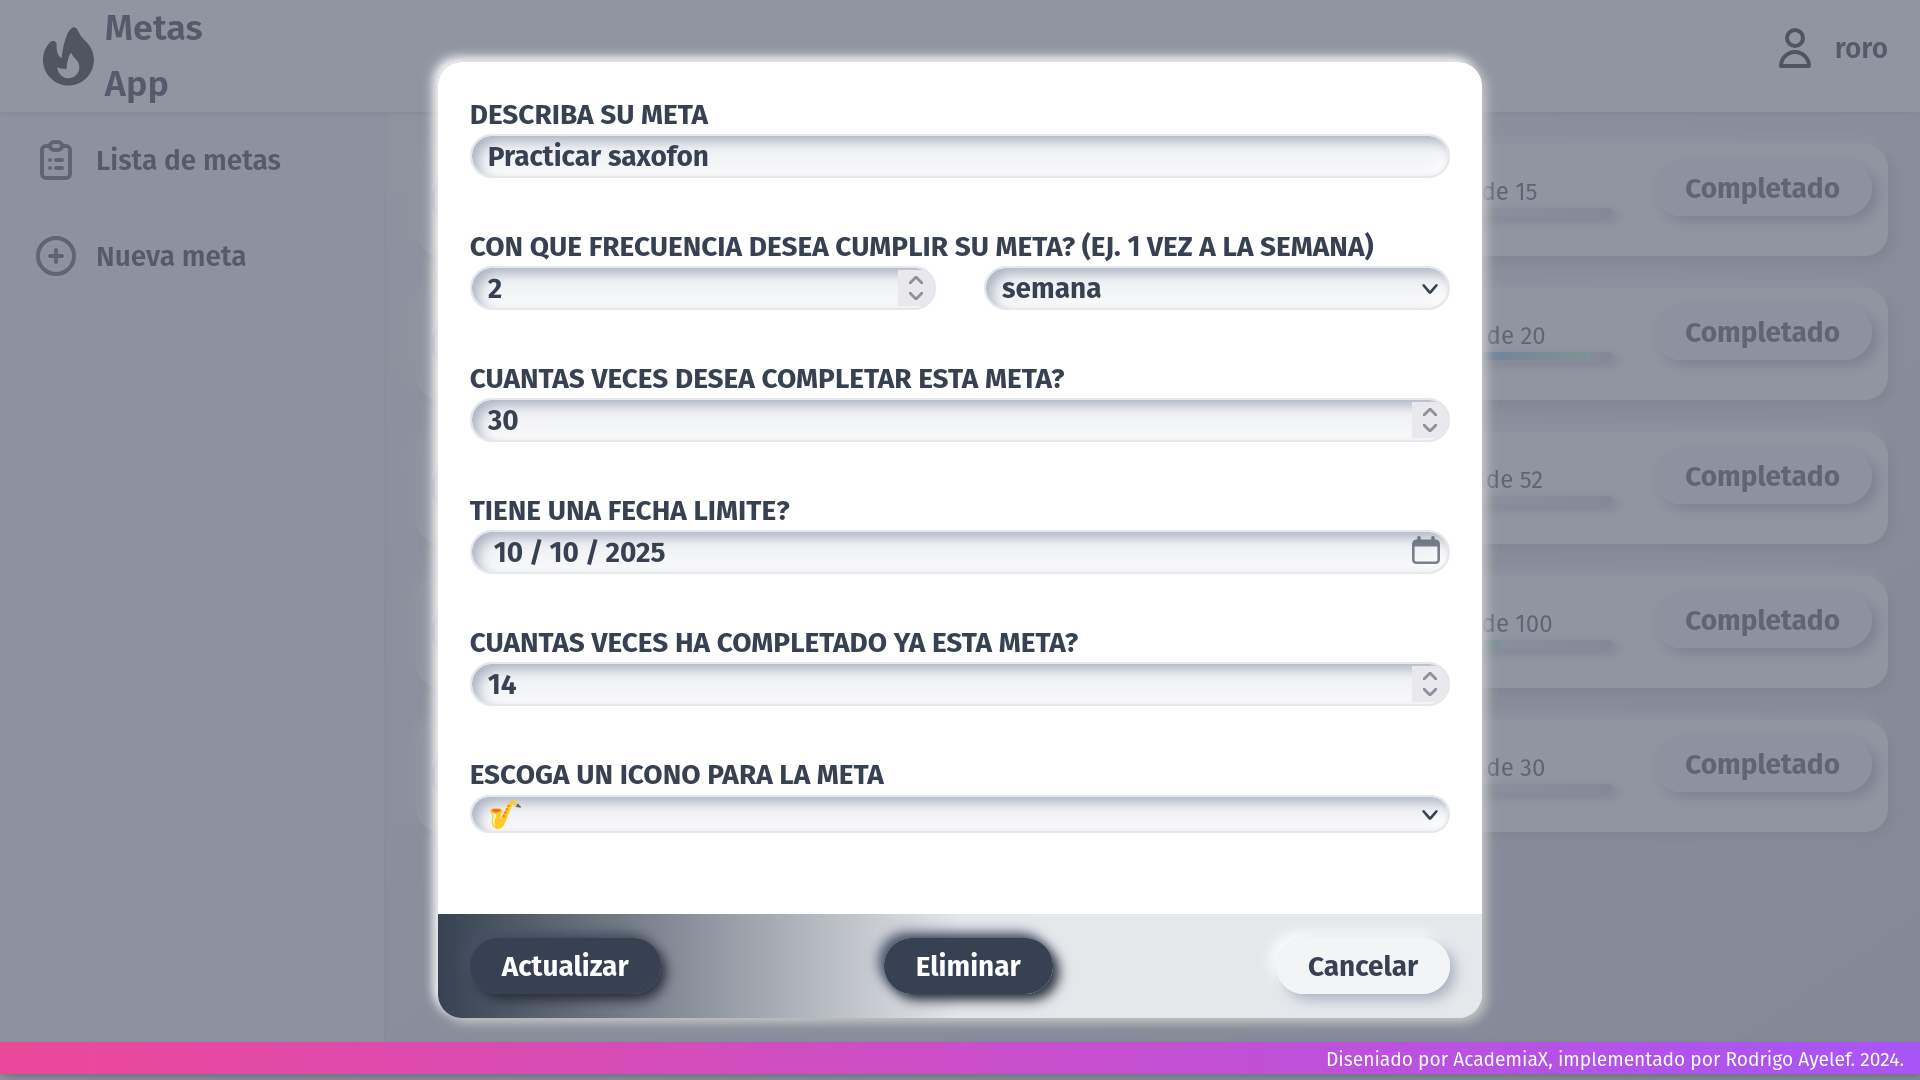 Metas
App
roro
Lista de metas
Nueva meta
DESCRIBA SU META
Practicar saxofon
CON QUE FRECUENCIA DESEA CUMPLIR SU META? (EJ. 1 VEZ A LA SEMANA)
2
semana
CUANTAS VECES DESEA COMPLETAR ESTA META?
30
TIENE UNA FECHA LIMITE?
10 / 10 / 2025
CUANTAS VECES HA COMPLETADO YA ESTA META?
14
ESCOGA UN ICONO PARA LA META
Actualizar
Eliminar
Cancelar
de 15
Completado
de 20
Completado
de 52
Completado
de 100
Completado
de 30
Completado
Diseniado por AcademiaX, implementado por Rodrigo Ayelef. 2024.